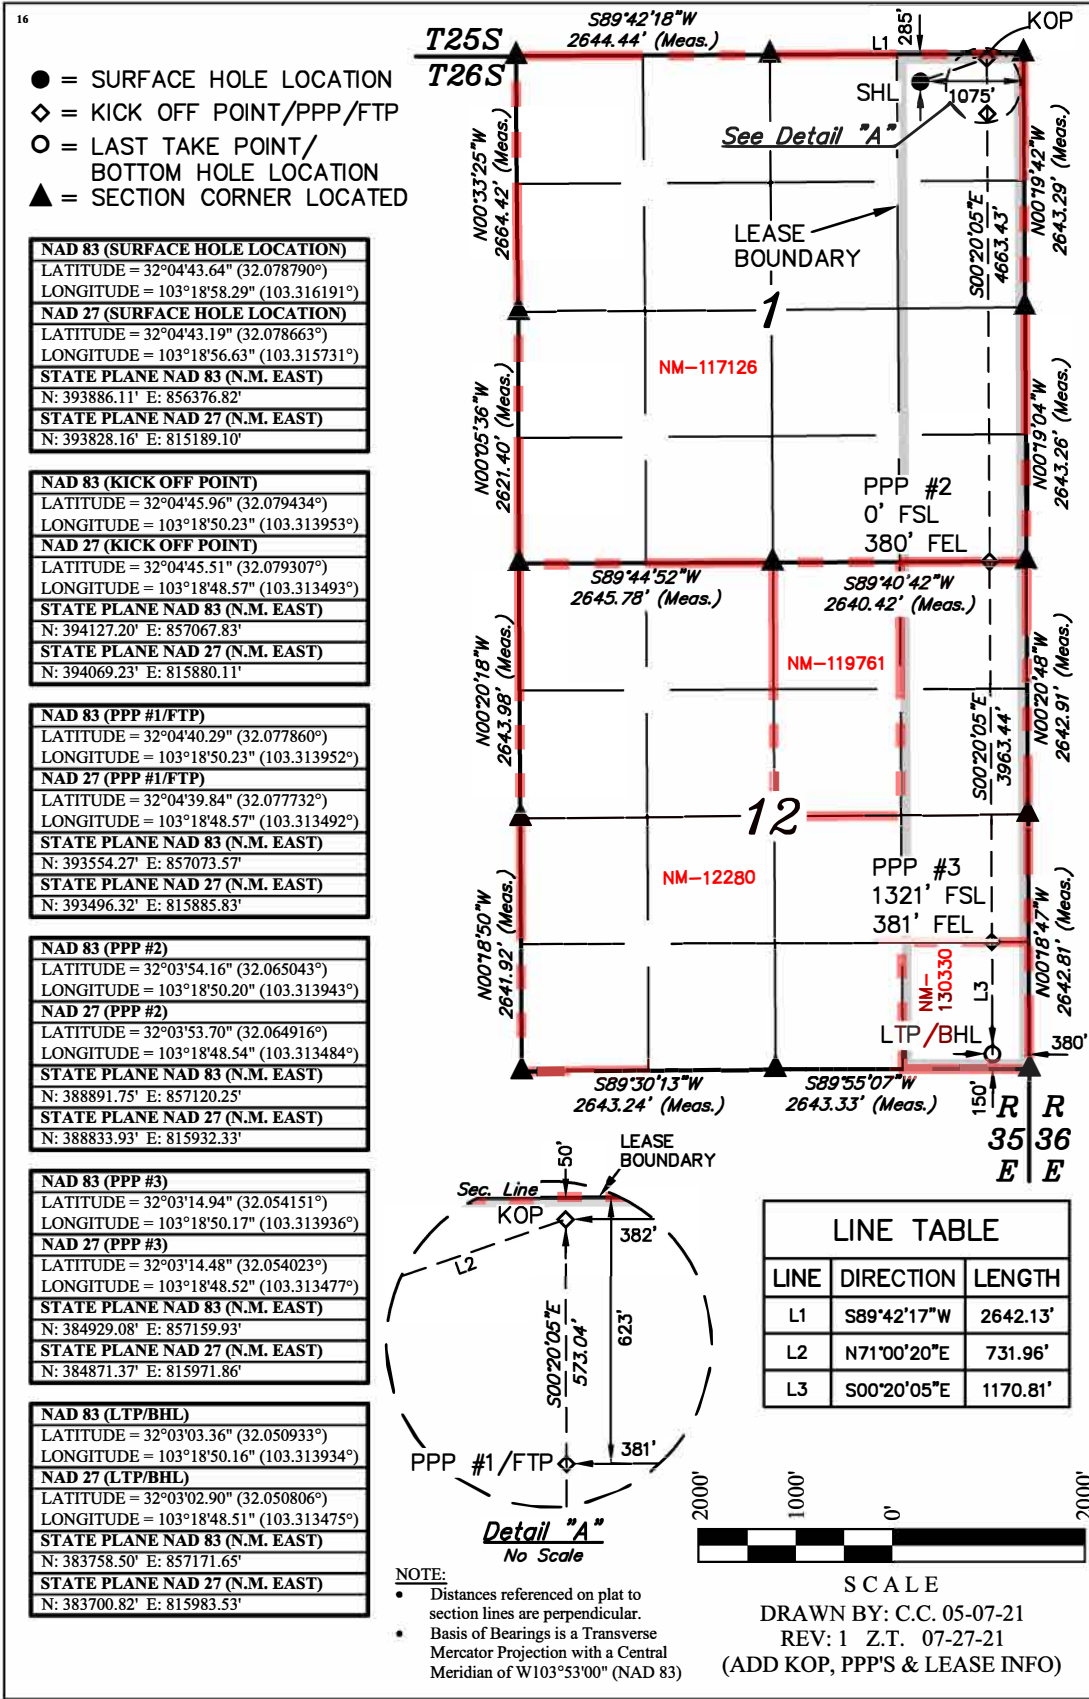 16
● = SURFACE HOLE LOCATION
◇ = KICK OFF POINT/PPP/FTP
O = LAST TAKE POINT/
BOTTOM HOLE LOCATION
▲ = SECTION CORNER LOCATED
NAD 83 (SURFACE HOLE LOCATION)
LATITUDE = 32°04'43.64" (32.078790°)
LONGITUDE = 103°18'58.29" (103.316191°)
NAD 27 (SURFACE HOLE LOCATION)
LATITUDE = 32°04'43.19" (32.078663°)
LONGITUDE = 103°18'56.63" (103.315731°)
STATE PLANE NAD 83 (N.M. EAST)
N: 393886.11' E: 856376.82'
STATE PLANE NAD 27 (N.M. EAST)
N: 393828.16' E: 815189.10'
NAD 83 (KICK OFF POINT)
LATITUDE = 32°04'45.96" (32.079434°)
LONGITUDE = 103°18'50.23" (103.313953°)
NAD 27 (KICK OFF POINT)
LATITUDE = 32°04'45.51" (32.079307°)
LONGITUDE = 103°18'48.57" (103.313493°)
STATE PLANE NAD 83 (N.M. EAST)
N: 394127.20' E: 857067.83'
STATE PLANE NAD 27 (N.M. EAST)
N: 394069.23' E: 815880.11'
NAD 83 (PPP #1/FTP)
LATITUDE = 32°04'40.29" (32.077860°)
LONGITUDE = 103°18'50.23" (103.313952°)
NAD 27 (PPP #1/FTP)
LATITUDE = 32°04'39.84" (32.077732°)
LONGITUDE = 103°18'48.57" (103.313492°)
STATE PLANE NAD 83 (N.M. EAST)
N: 393554.27' E: 857073.57'
STATE PLANE NAD 27 (N.M. EAST)
N: 393496.32' E: 815885.83'
NAD 83 (PPP #2)
LATITUDE = 32°03'54.16" (32.065043°)
LONGITUDE = 103°18'50.20" (103.313943°)
NAD 27 (PPP #2)
LATITUDE = 32°03'53.70" (32.064916°)
LONGITUDE = 103°18'48.54" (103.313484°)
STATE PLANE NAD 83 (N.M. EAST)
N: 388891.75' E: 857120.25'
STATE PLANE NAD 27 (N.M. EAST)
N: 388833.93' E: 815932.33'
NAD 83 (PPP #3)
LATITUDE = 32°03'14.94" (32.054151°)
LONGITUDE = 103°18'50.17" (103.313936°)
NAD 27 (PPP #3)
LATITUDE = 32°03'14.48" (32.054023°)
LONGITUDE = 103°18'48.52" (103.313477°)
STATE PLANE NAD 83 (N.M. EAST)
N: 384929.08' E: 857159.93'
STATE PLANE NAD 27 (N.M. EAST)
N: 384871.37' E: 815971.86'
NAD 83 (LTP/BHL)
LATITUDE = 32°03'03.36" (32.050933°)
LONGITUDE = 103°18'50.16" (103.313934°)
NAD 27 (LTP/BHL)
LATITUDE = 32°03'02.90" (32.050806°)
LONGITUDE = 103°18'48.51" (103.313475°)
STATE PLANE NAD 83 (N.M. EAST)
N: 383758.50' E: 857171.65'
STATE PLANE NAD 27 (N.M. EAST)
N: 383700.82' E: 815983.53'
T25S
T26S
S89°42'18"W
2644.44' (Meas.)
L1
285'
KOP
SHL
1075'
See Detail "A"
N00°33'25"W
2664.42' (Meas.)
N00°19'42"W
2643.29' (Meas.)
S00°20'05"E
4663.43'
LEASE
BOUNDARY
1
NM-117126
N00°05'36"W
2621.40' (Meas.)
N00°19'04"W
2643.26' (Meas.)
PPP #2
0' FSL
380' FEL
S89°44'52"W
2645.78' (Meas.)
S89°40'42"W
2640.42' (Meas.)
N00°20'18"W
2643.98' (Meas.)
NM-119761
N00°20'48"W
2642.91' (Meas.)
S00°20'05"E
3963.44'
12
NM-12280
PPP #3
1321' FSL
381' FEL
N00°18'50"W
2641.92' (Meas.)
N00°18'47"W
2642.81' (Meas.)
NM-
130330
L3
LTP/BHL
380'
S89°30'13"W
2643.24' (Meas.)
S89°55'07"W
2643.33' (Meas.)
150'
R R
35 36
E E
LEASE
BOUNDARY
50'
Sec. Line
KOP
382'
L2
S00°20'05"E
573.04'
623'
PPP #1/FTP
381'
Detail "A"
No Scale
LINE TABLE
LINE DIRECTION LENGTH
L1 S89°42'17"W 2642.13'
L2 N71°00'20"E 731.96'
L3 S00°20'05"E 1170.81'
NOTE:
• Distances referenced on plat to
section lines are perpendicular.
• Basis of Bearings is a Transverse
Mercator Projection with a Central
Meridian of W103°53'00" (NAD 83)
2000' 1000' 0' 2000'
SCALE
DRAWN BY: C.C. 05-07-21
REV: 1 Z.T. 07-27-21
(ADD KOP, PPP'S & LEASE INFO)